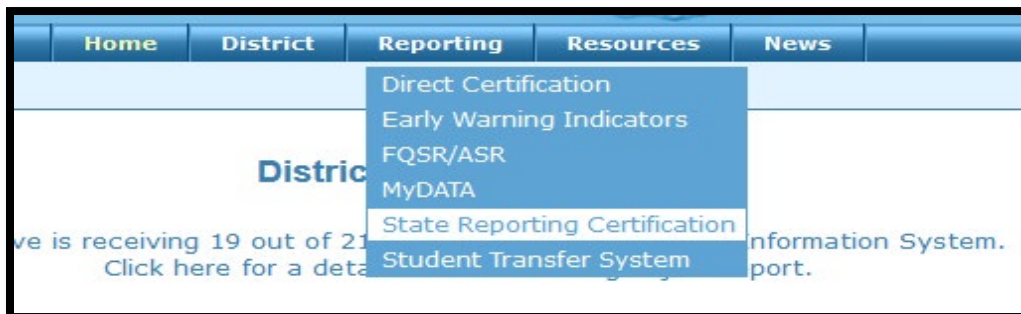 Home District Reporting Resources News
Direct Certification
Early Warning Indicators
FQSR/ASR
Distric
MyDATA
State Reporting Certification
ve is receiving 19 out of 21 nformation System.
Student Transfer System
Click here for a deta port.